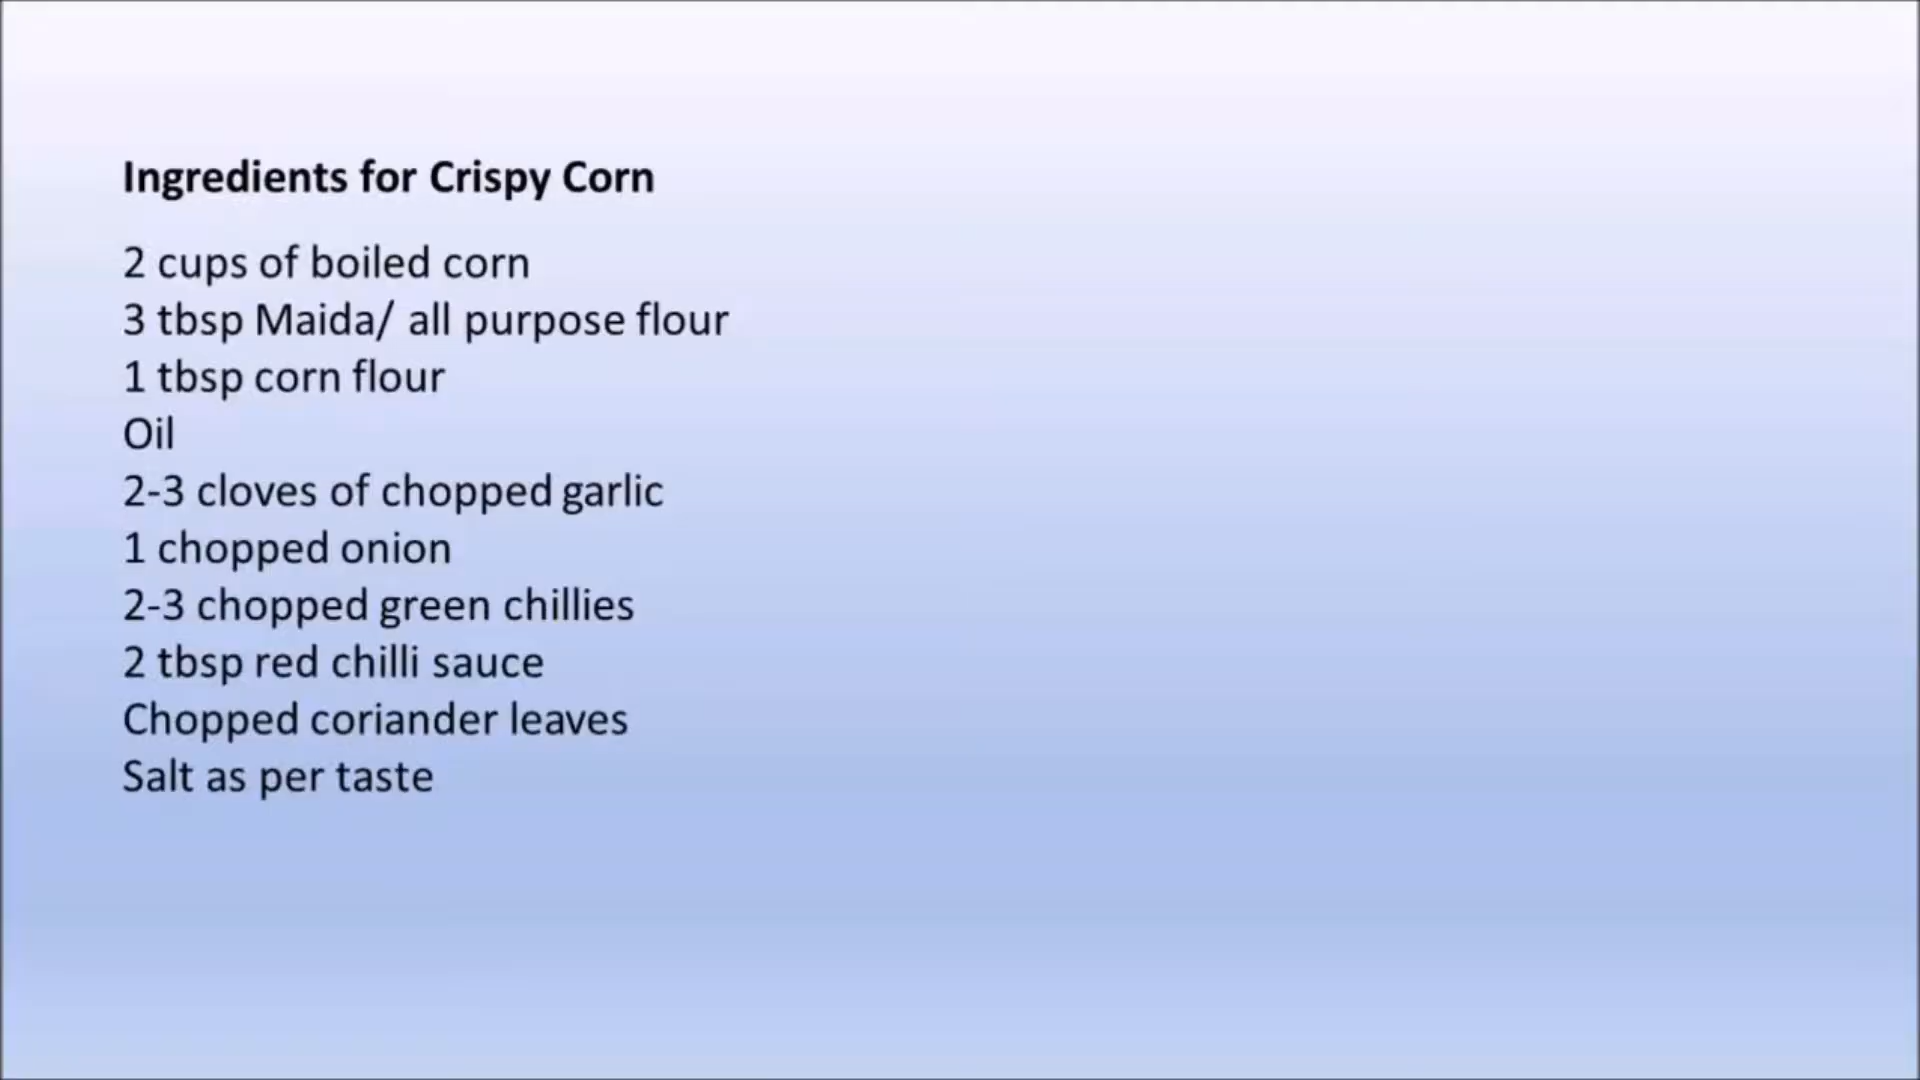 Ingredients for Crispy Corn
2 cups of boiled corn
3 tbsp Maida/ all purpose flour
1 tbsp corn flour
Oil
2-3 cloves of chopped garlic
1 chopped onion
2-3 chopped green chillies
2 tbsp red chilli sauce
Chopped coriander leaves
Salt as per taste